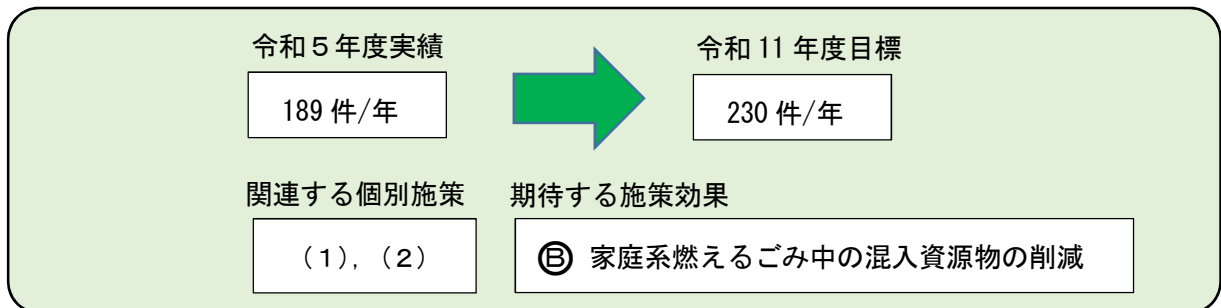 令和５年度実績 令和 11 年度目標
189 件/年 230 件/年
関連する個別施策 期待する施策効果
（１），（２） Ⓑ 家庭系燃えるごみ中の混入資源物の削減